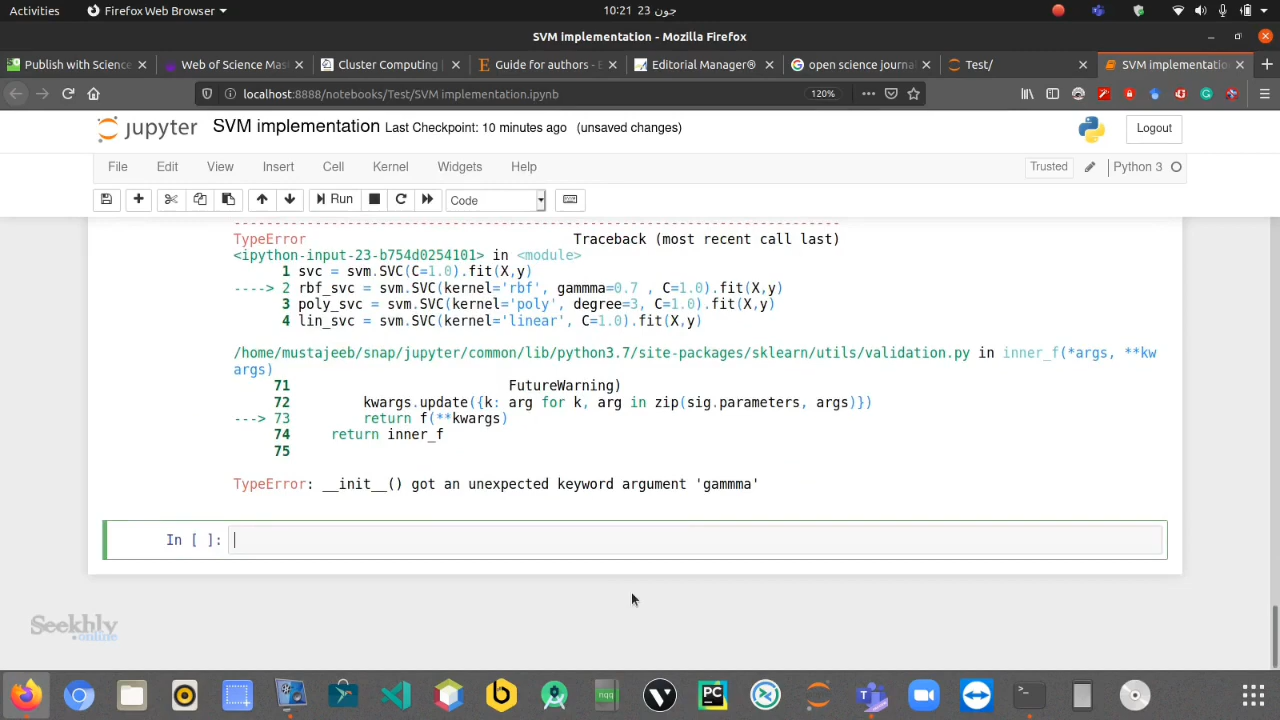 Activities
Firefox Web Browser
10:21 23 جون
SVM implementation - Mozilla Firefox
Publish with Science
Web of Science Mas
Cluster Computing |
Guide for authors - E
Editorial Manager®
open science journal
Test/
SVM implementatio
localhost:8888/notebooks/Test/SVM implementation.ipynb
120%
jupyter
SVM implementation
Last Checkpoint: 10 minutes ago
(unsaved changes)
Logout
File
Edit
View
Insert
Cell
Kernel
Widgets
Help
Trusted
Python 3
Run
Code
TypeError Traceback (most recent call last)
<ipython-input-23-b754d0254101> in <module>
1 svc = svm.SVC(C=1.0).fit(X,y)
----> 2 rbf_svc = svm.SVC(kernel='rbf', gammma=0.7 , C=1.0).fit(X,y)
3 poly_svc = svm.SVC(kernel='poly', degree=3, C=1.0).fit(X,y)
4 lin_svc = svm.SVC(kernel='linear', C=1.0).fit(X,y)
/home/mustajeeb/snap/jupyter/common/lib/python3.7/site-packages/sklearn/utils/validation.py in inner_f(*args, **kw
args)
71 FutureWarning)
72 kwargs.update({k: arg for k, arg in zip(sig.parameters, args)})
---> 73 return f(**kwargs)
74 return inner_f
75
TypeError: __init__() got an unexpected keyword argument 'gammma'
In [ ]:
Seekhly
.online
nqq
PC